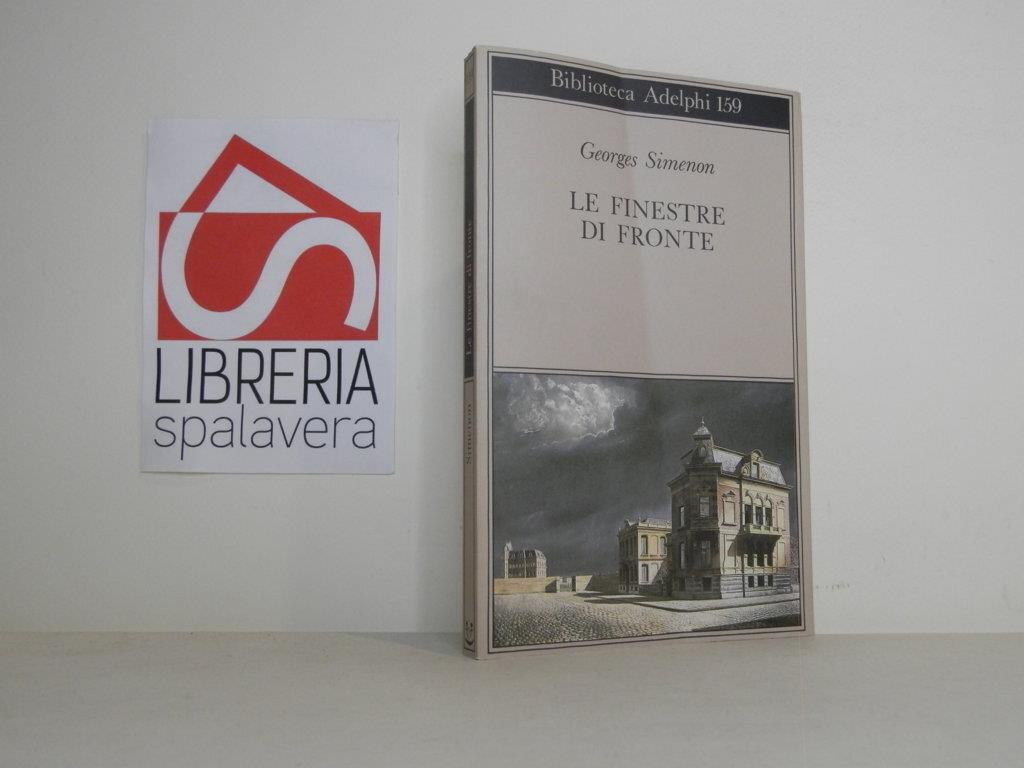 LIBRERIA
spalavera
Simenon
Le finestre di fronte
Biblioteca Adelphi 159
Georges Simenon
LE FINESTRE
DI FRONTE